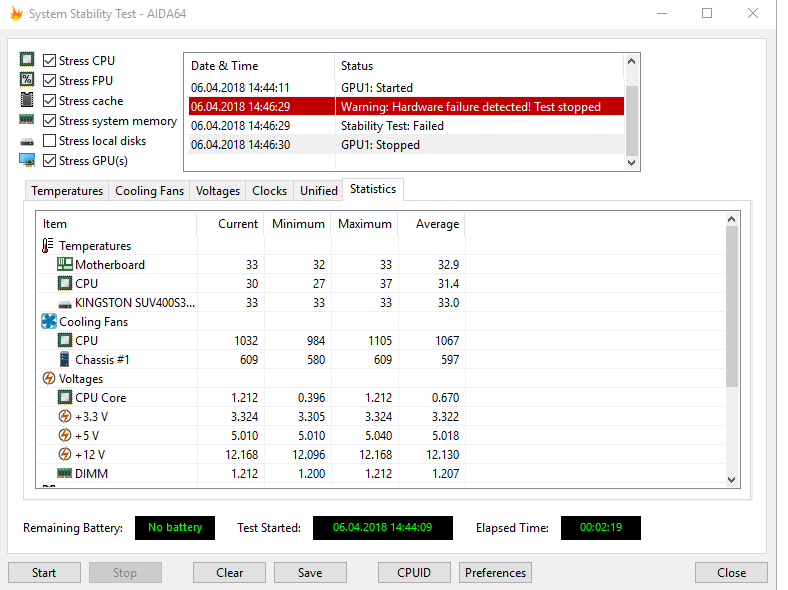 System Stability Test - AIDA64
Stress CPU
Stress FPU
Stress cache
Stress system memory
Stress local disks
Stress GPU(s)
Date & Time Status
06.04.2018 14:44:11 GPU1: Started
06.04.2018 14:46:29 Warning: Hardware failure detected! Test stopped
06.04.2018 14:46:29 Stability Test: Failed
06.04.2018 14:46:30 GPU1: Stopped
Temperatures Cooling Fans Voltages Clocks Unified Statistics
Item Current Minimum Maximum Average
Temperatures
Motherboard 33 32 33 32.9
CPU 30 27 37 31.4
KINGSTON SUV400S3... 33 33 33 33.0
Cooling Fans
CPU 1032 984 1105 1067
Chassis #1 609 580 609 597
Voltages
CPU Core 1.212 0.396 1.212 0.670
+3.3 V 3.324 3.305 3.324 3.322
+5 V 5.010 5.010 5.040 5.018
+12 V 12.168 12.096 12.168 12.130
DIMM 1.212 1.200 1.212 1.207
Remaining Battery: No battery Test Started: 06.04.2018 14:44:09 Elapsed Time: 00:02:19
Start Stop Clear Save CPUID Preferences Close